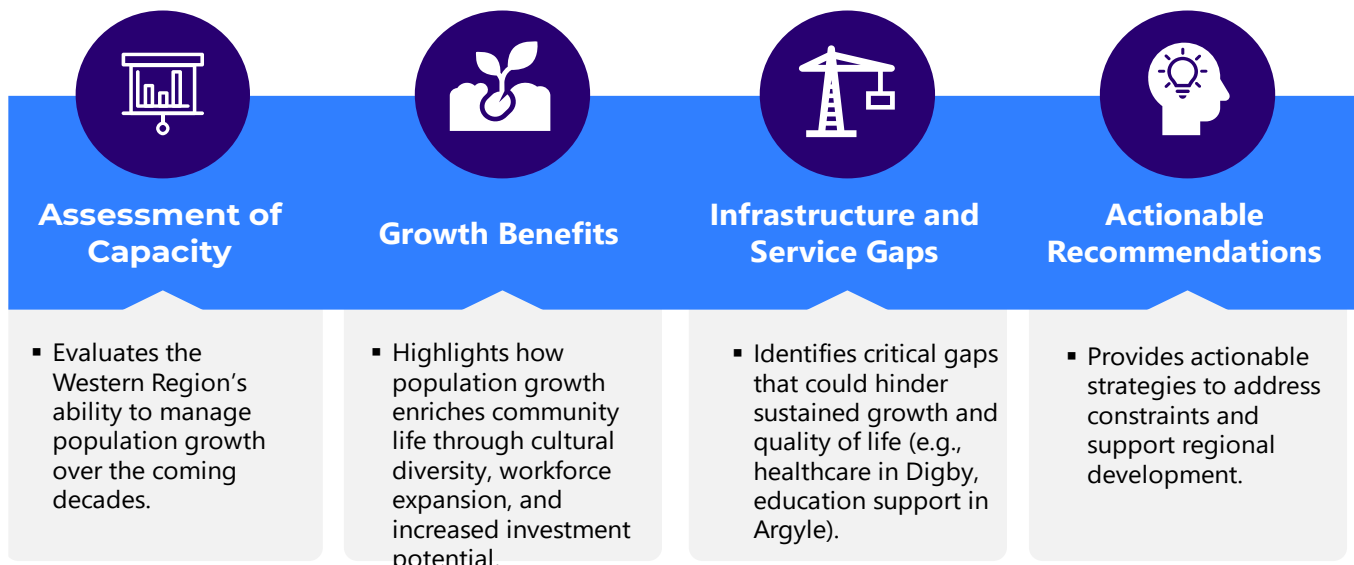 Assessment of
Capacity
Growth Benefits
Infrastructure and
Service Gaps
Actionable
Recommendations
▪ Evaluates the
Western Region's
ability to manage
population growth
over the coming
decades.
▪ Highlights how
population growth
enriches community
life through cultural
diversity, workforce
expansion, and
increased investment
potential.
▪ Identifies critical gaps
that could hinder
sustained growth and
quality of life (e.g.,
healthcare in Digby,
education support in
Argyle).
▪ Provides actionable
strategies to address
constraints and
support regional
development.